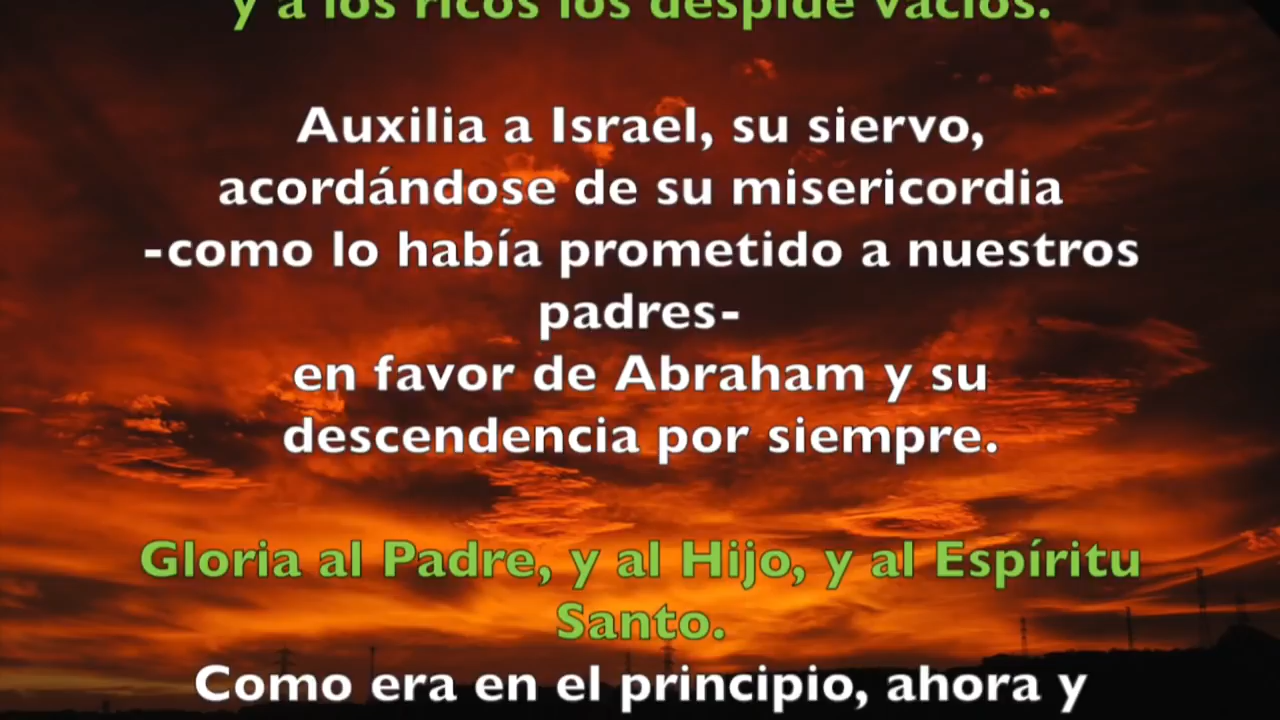 y a los ricos los despide vacíos.
Auxilia a Israel, su siervo,
acordándose de su misericordia
-como lo había prometido a nuestros
padres-
en favor de Abraham y su
descendencia por siempre.
Gloria al Padre, y al Hijo, y al Espíritu
Santo.
Como era en el principio, ahora y